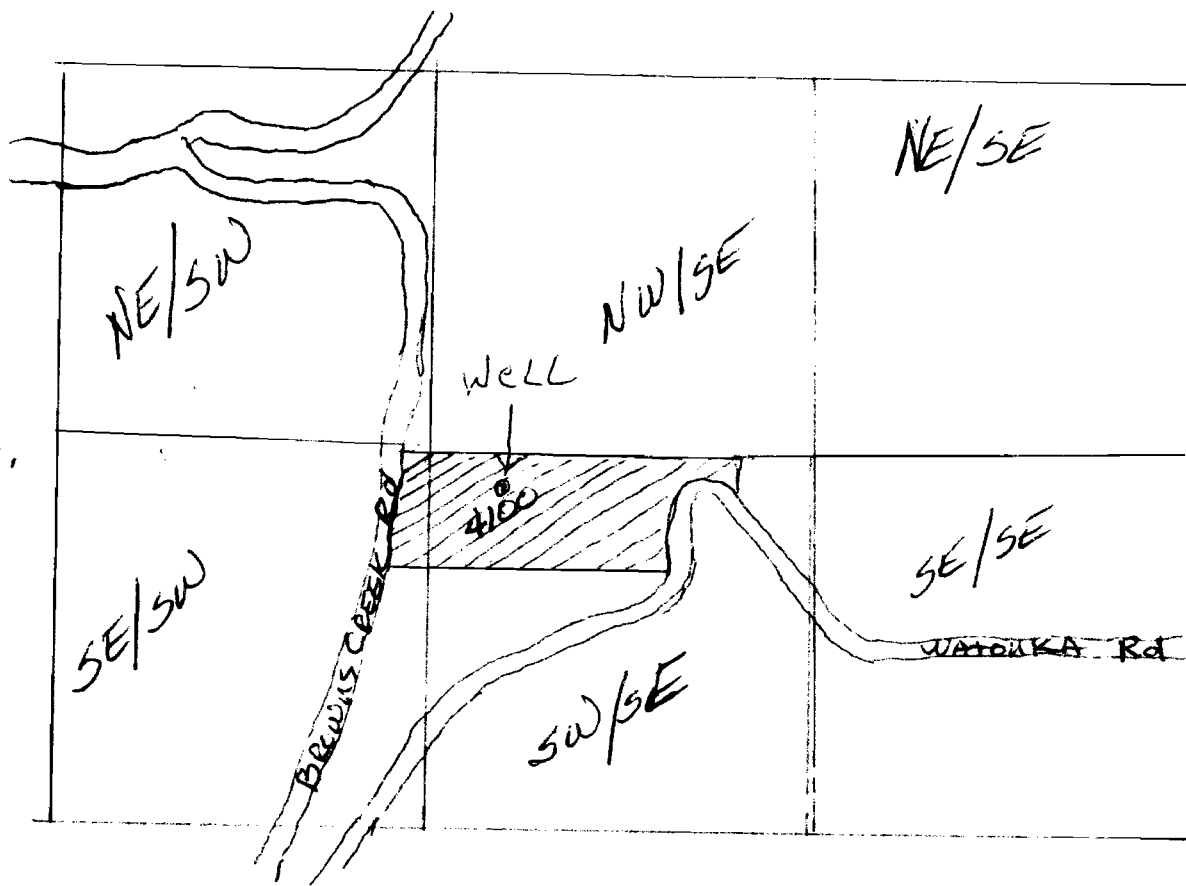 NE/SE
NE/SW
NW/SE
WELL
4100
BROWNS CREEK Rd
SE/SW
SE/SE
WATONKA Rd
SW/SE